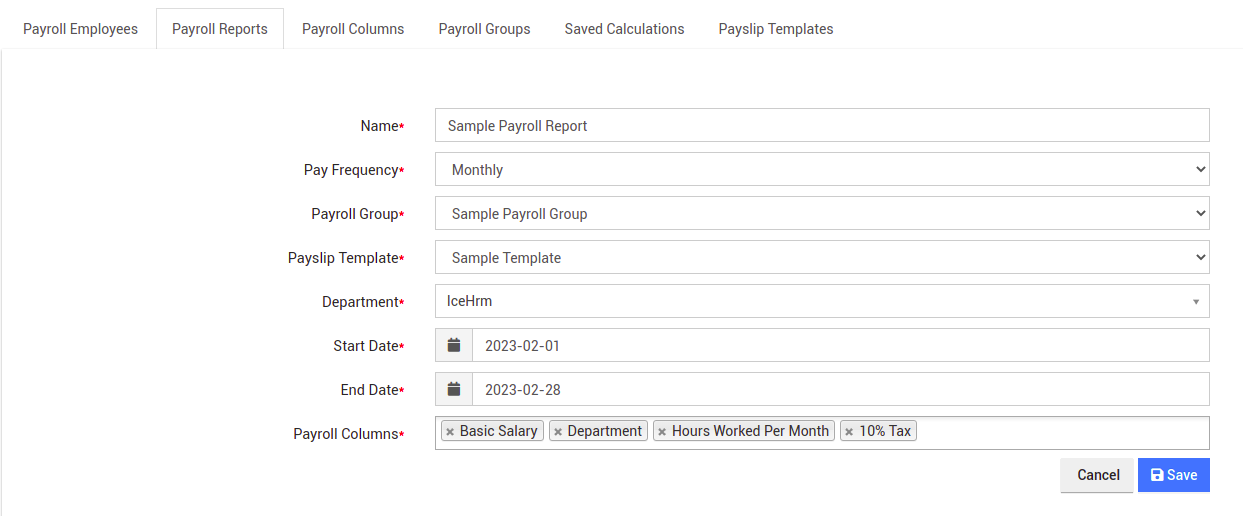 Payroll Employees Payroll Reports Payroll Columns Payroll Groups Saved Calculations Payslip Templates
Name* Sample Payroll Report
Pay Frequency* Monthly
Payroll Group* Sample Payroll Group
Payslip Template* Sample Template
Department* IceHrm
Start Date* 2023-02-01
End Date* 2023-02-28
Payroll Columns* × Basic Salary × Department × Hours Worked Per Month × 10% Tax
Cancel Save